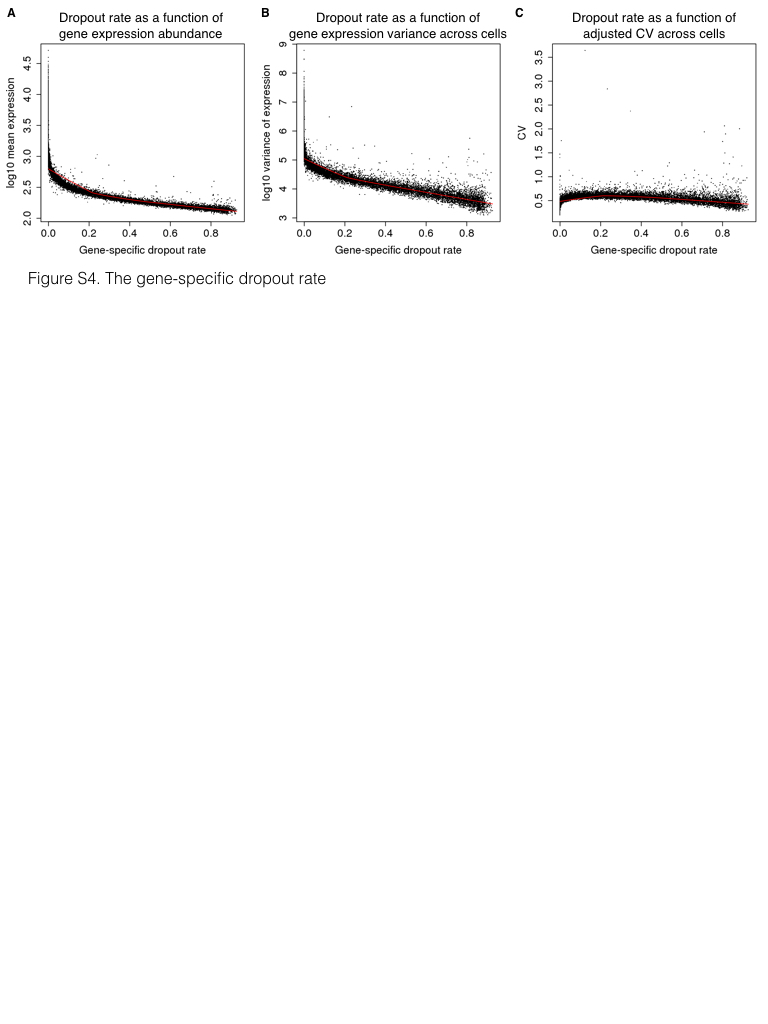 A
Dropout rate as a function of
gene expression abundance
log10 mean expression
4.5
4.0
3.5
3.0
2.5
2.0
0.0 0.2 0.4 0.6 0.8
Gene-specific dropout rate
B
Dropout rate as a function of
gene expression variance across cells
log10 variance of expression
9
8
7
6
5
4
3
0.0 0.2 0.4 0.6 0.8
Gene-specific dropout rate
C
Dropout rate as a function of
adjusted CV across cells
CV
3.5
3.0
2.5
2.0
1.5
1.0
0.5
0.0 0.2 0.4 0.6 0.8
Gene-specific dropout rate
Figure S4. The gene-specific dropout rate